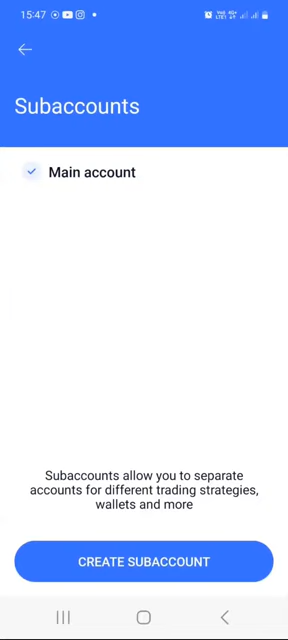 15:47
Subaccounts
Main account
Subaccounts allow you to separate
accounts for different trading strategies,
wallets and more
CREATE SUBACCOUNT